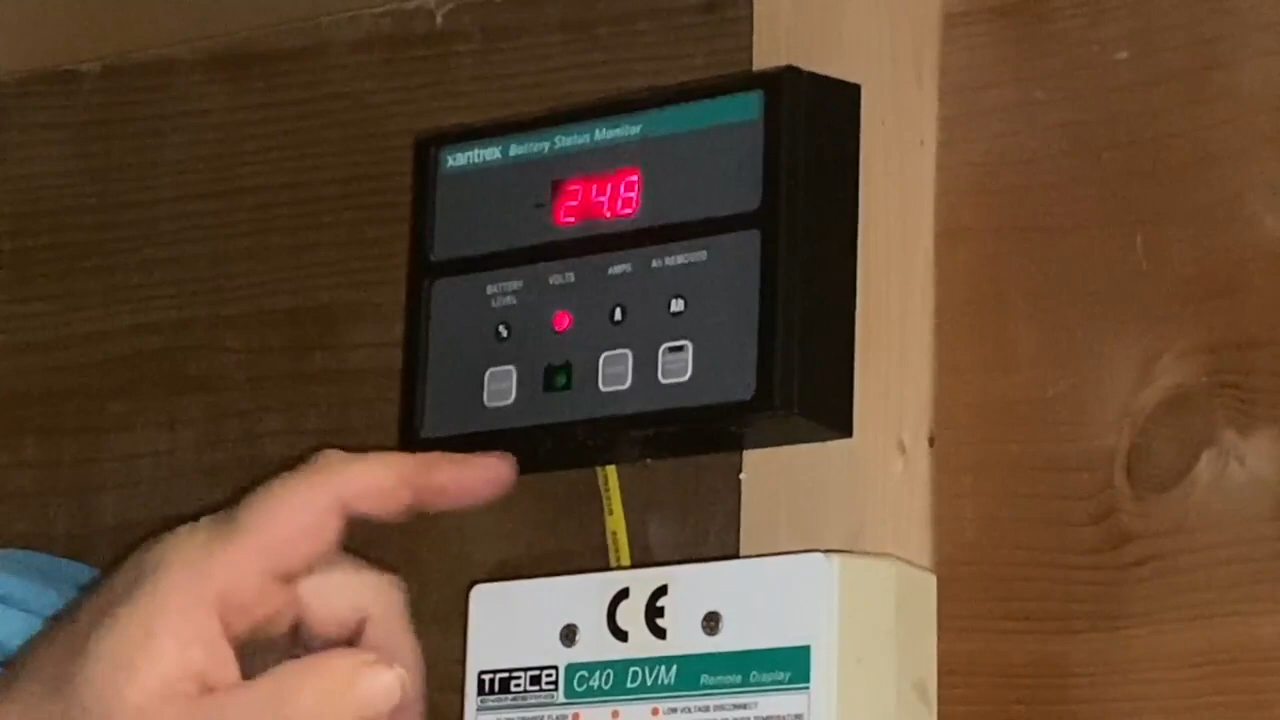 xantrex Battery Status Monitor
24.8
BATTERY LEVEL VOLTS AMPS Ah REMOVED
% A Ah
CE
TRACE ENGINEERING C40 DVM Remote Display
LOW VOLTAGE DISCONNECT